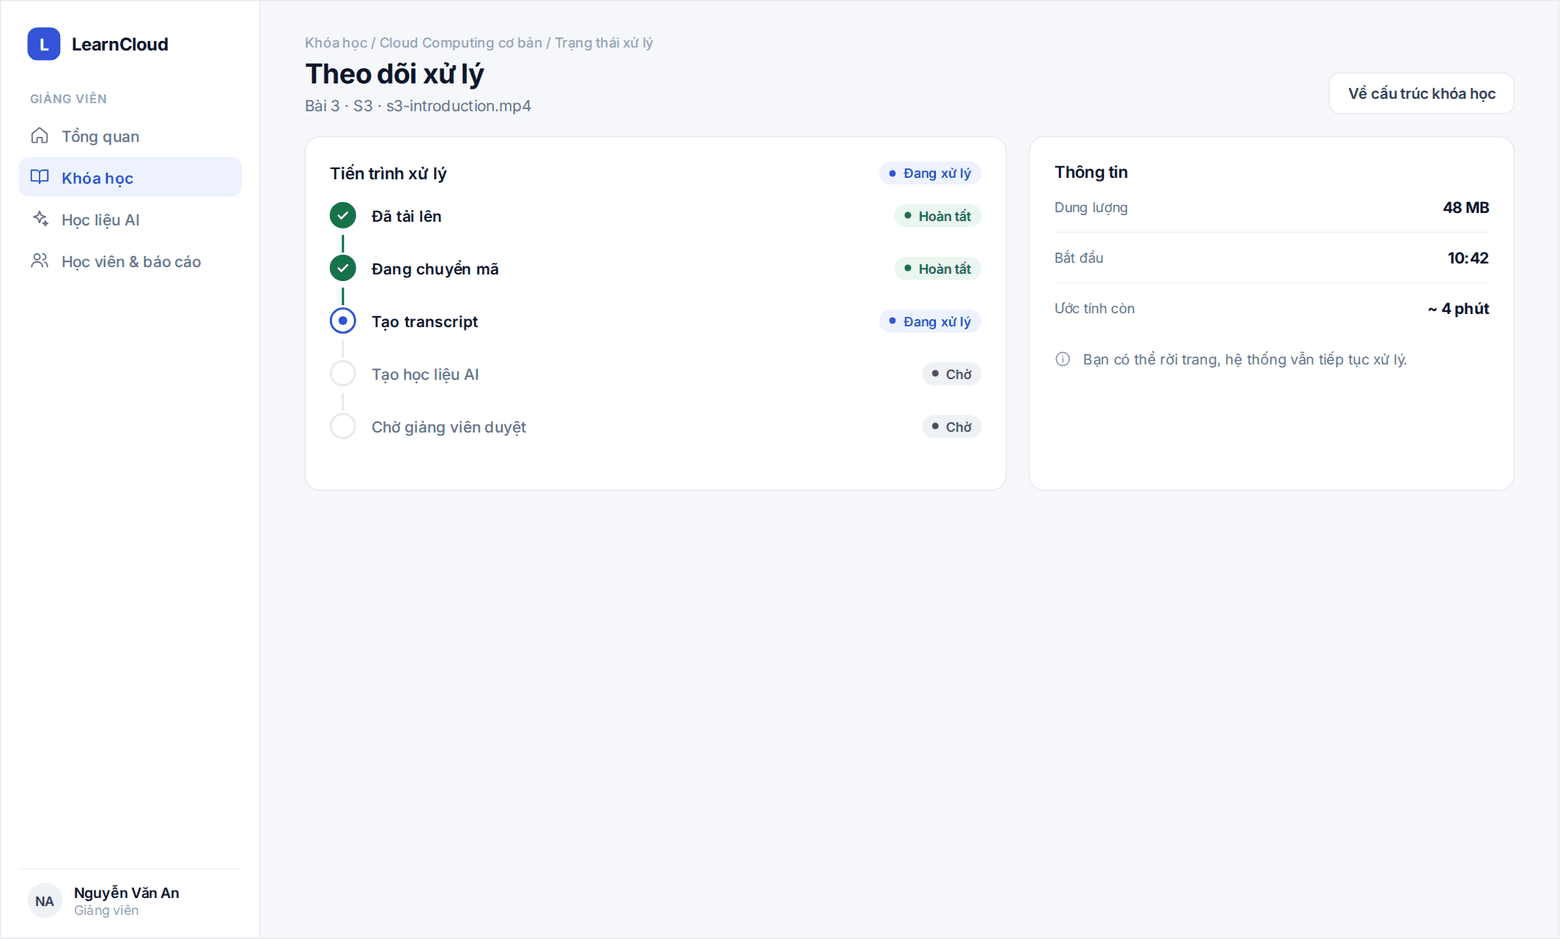 L
LearnCloud
GIẢNG VIÊN
Tổng quan
Khóa học
Học liệu AI
Học viên & báo cáo
NA
Nguyễn Văn An
Giảng viên
Khóa học / Cloud Computing cơ bản / Trạng thái xử lý
Theo dõi xử lý
Bài 3 · S3 · s3-introduction.mp4
Về cấu trúc khóa học
Tiến trình xử lý
Đang xử lý
Đã tải lên
Hoàn tất
Đang chuyển mã
Hoàn tất
Tạo transcript
Đang xử lý
Tạo học liệu AI
Chờ
Chờ giảng viên duyệt
Chờ
Thông tin
Dung lượng
48 MB
Bắt đầu
10:42
Ước tính còn
~ 4 phút
Bạn có thể rời trang, hệ thống vẫn tiếp tục xử lý.